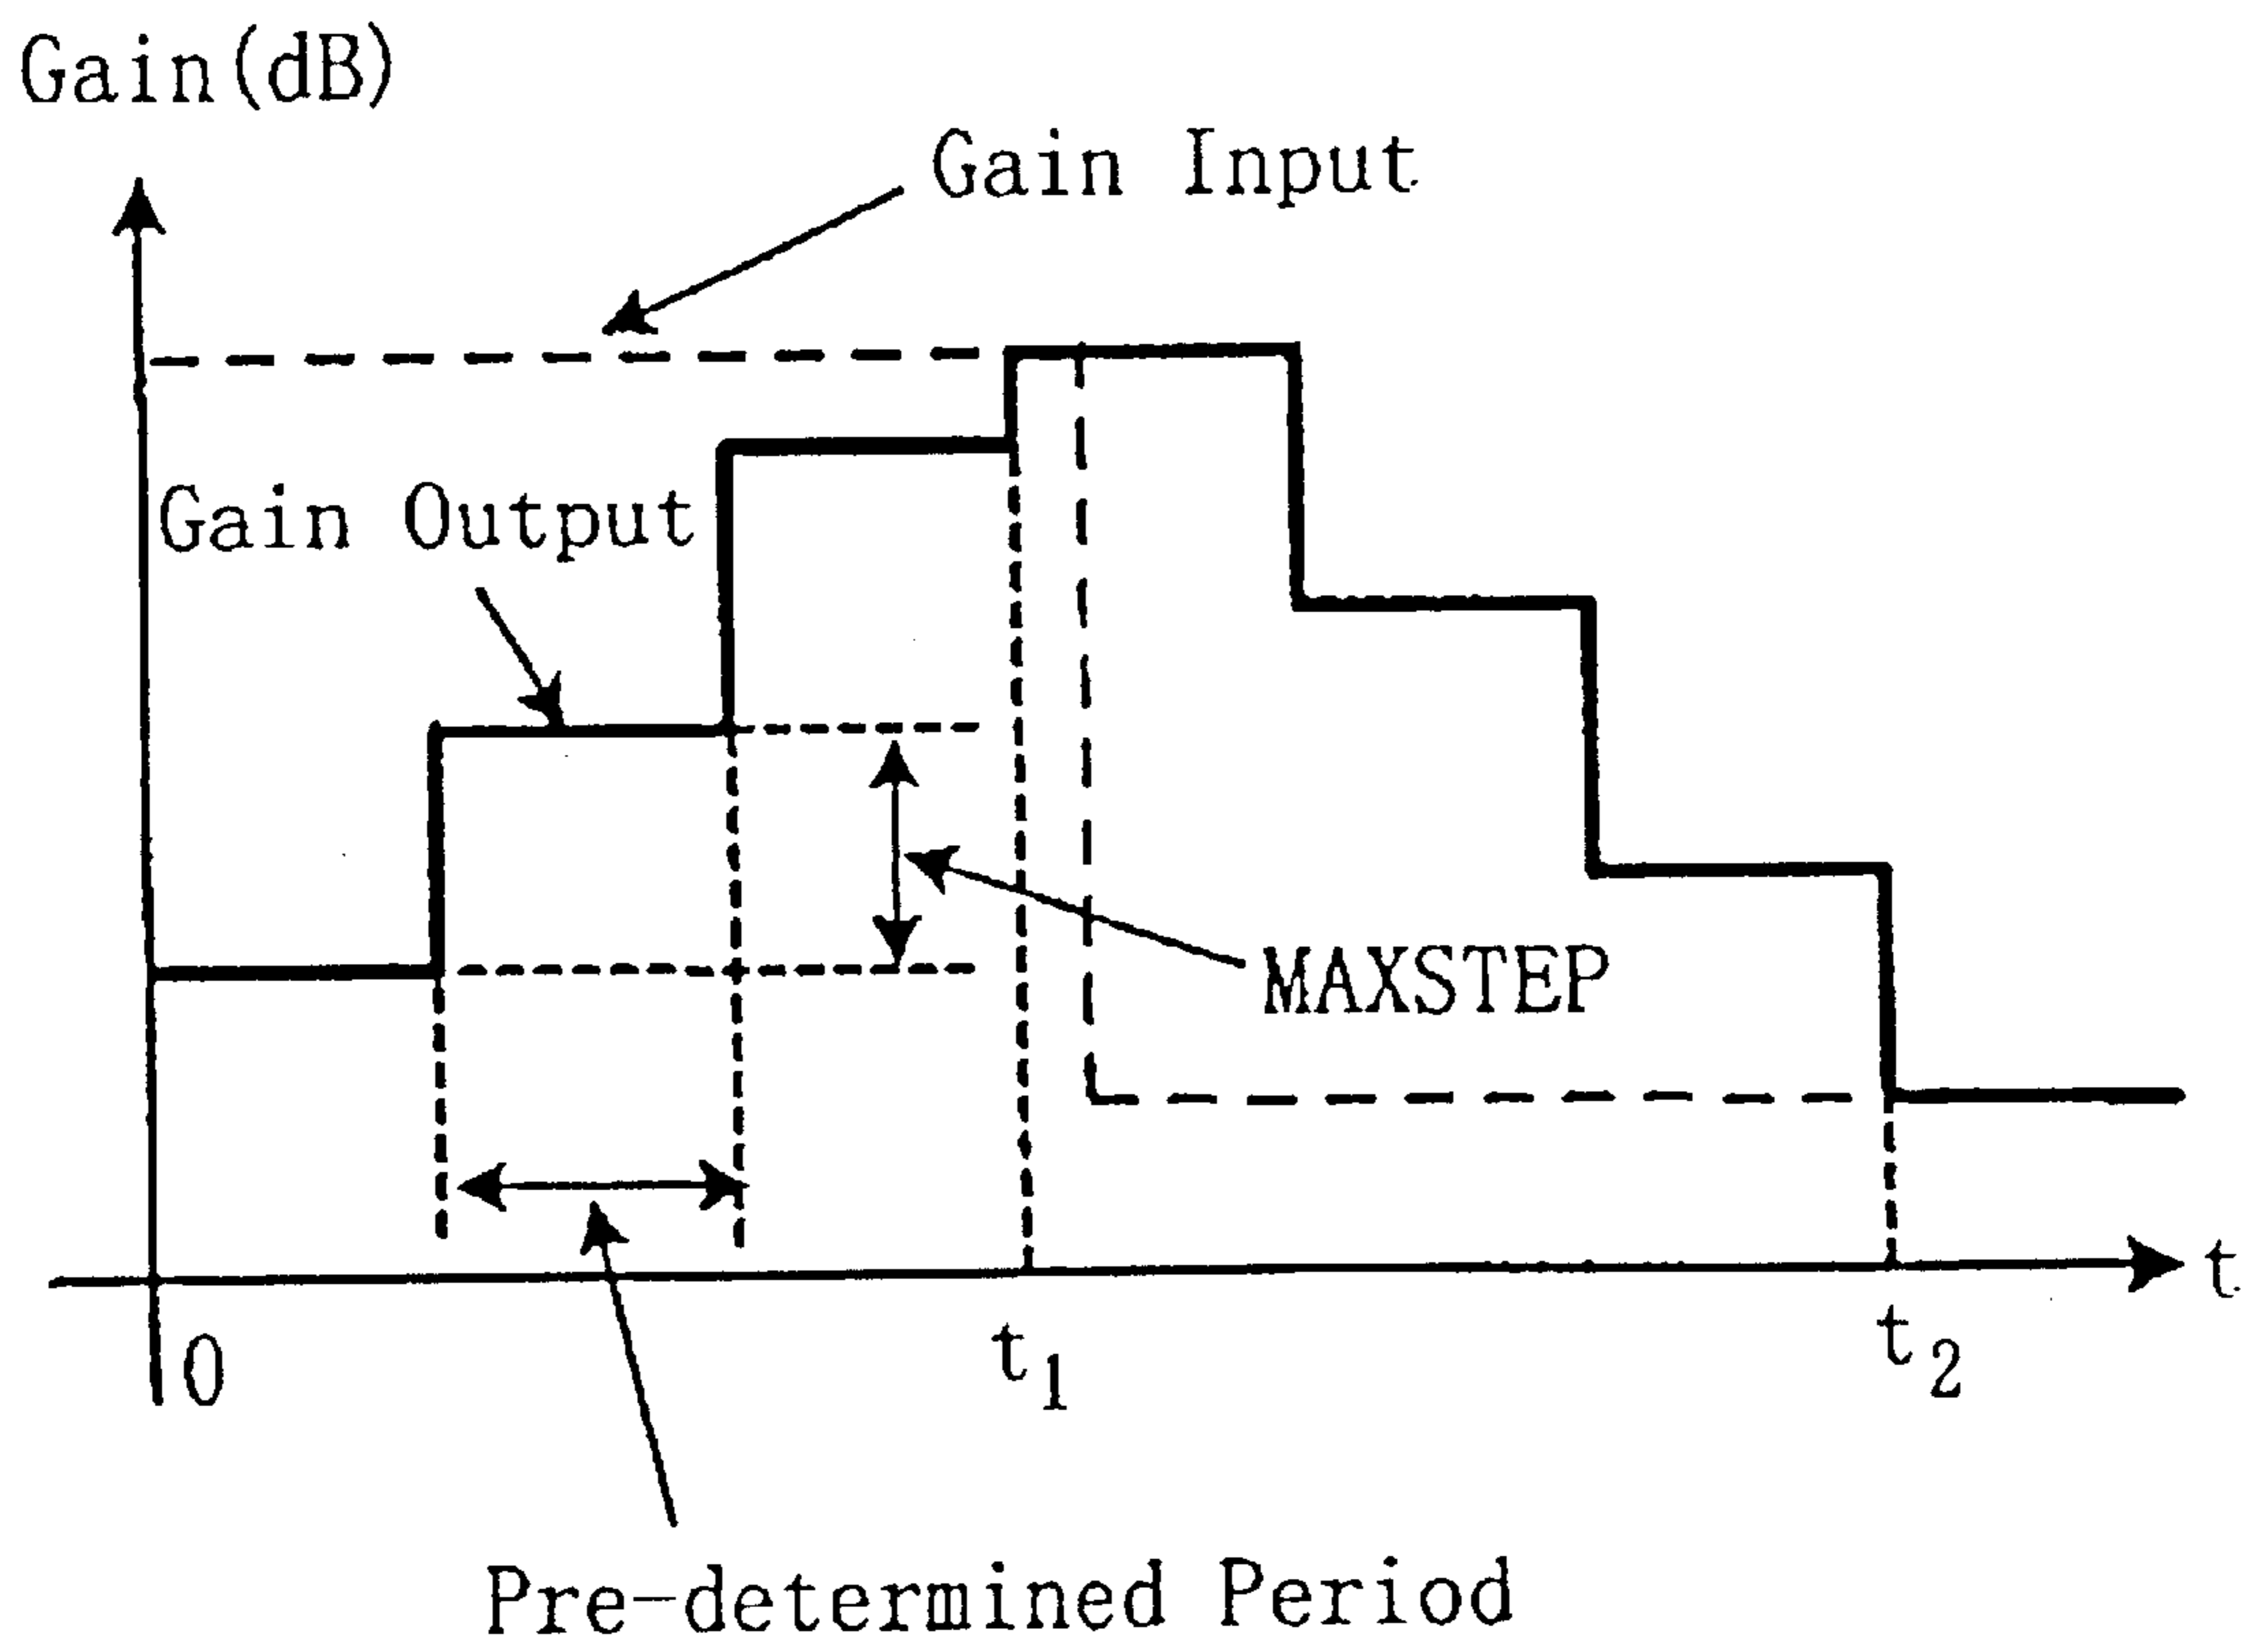 Gain(dB)
Gain Input
Gain Output
MAXSTEP
t
0
t1
t2
Pre-determined Period